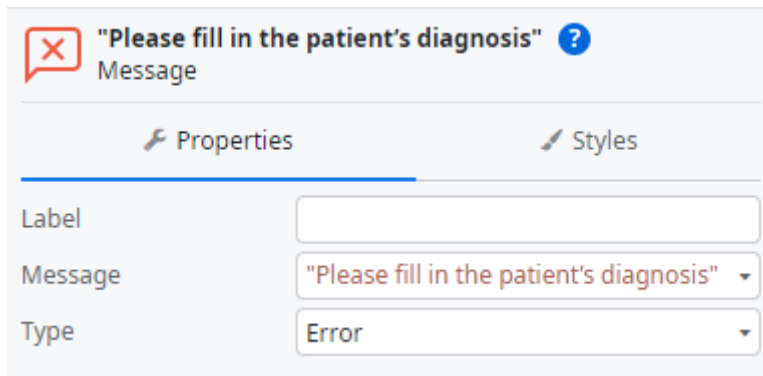 "Please fill in the patient’s diagnosis" ?
Message
Properties Styles
Label
Message "Please fill in the patient’s diagnosis"
Type Error